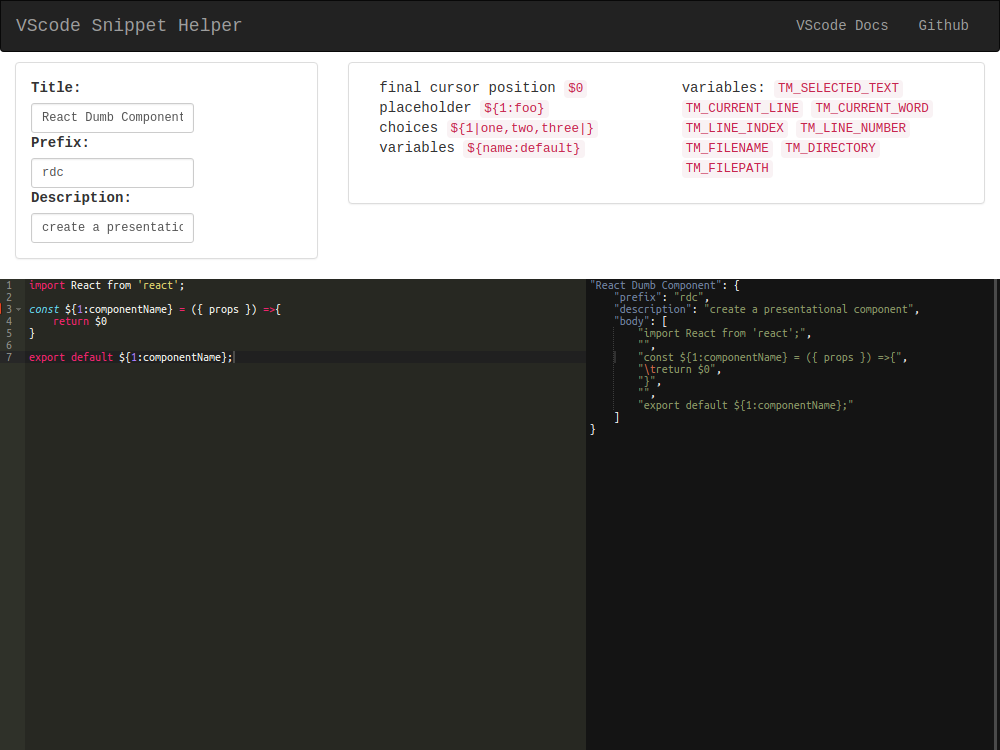 VScode Snippet Helper VScode Docs Github
Title:
React Dumb Component
Prefix:
rdc
Description:
create a presentatic
final cursor position $0
placeholder ${1:foo}
choices ${1|one,two,three|}
variables ${name:default}
variables: TM_SELECTED_TEXT
TM_CURRENT_LINE TM_CURRENT_WORD
TM_LINE_INDEX TM_LINE_NUMBER
TM_FILENAME TM_DIRECTORY
TM_FILEPATH
1 import React from 'react';
2
3 const ${1:componentName} = ({ props }) =>{
4 return $0
5 }
6
7 export default ${1:componentName};
"React Dumb Component": {
"prefix": "rdc",
"description": "create a presentational component",
"body": [
"import React from 'react';",
"",
"const ${1:componentName} = ({ props }) =>{",
"\treturn $0",
"}",
"",
"export default ${1:componentName};"
]
}